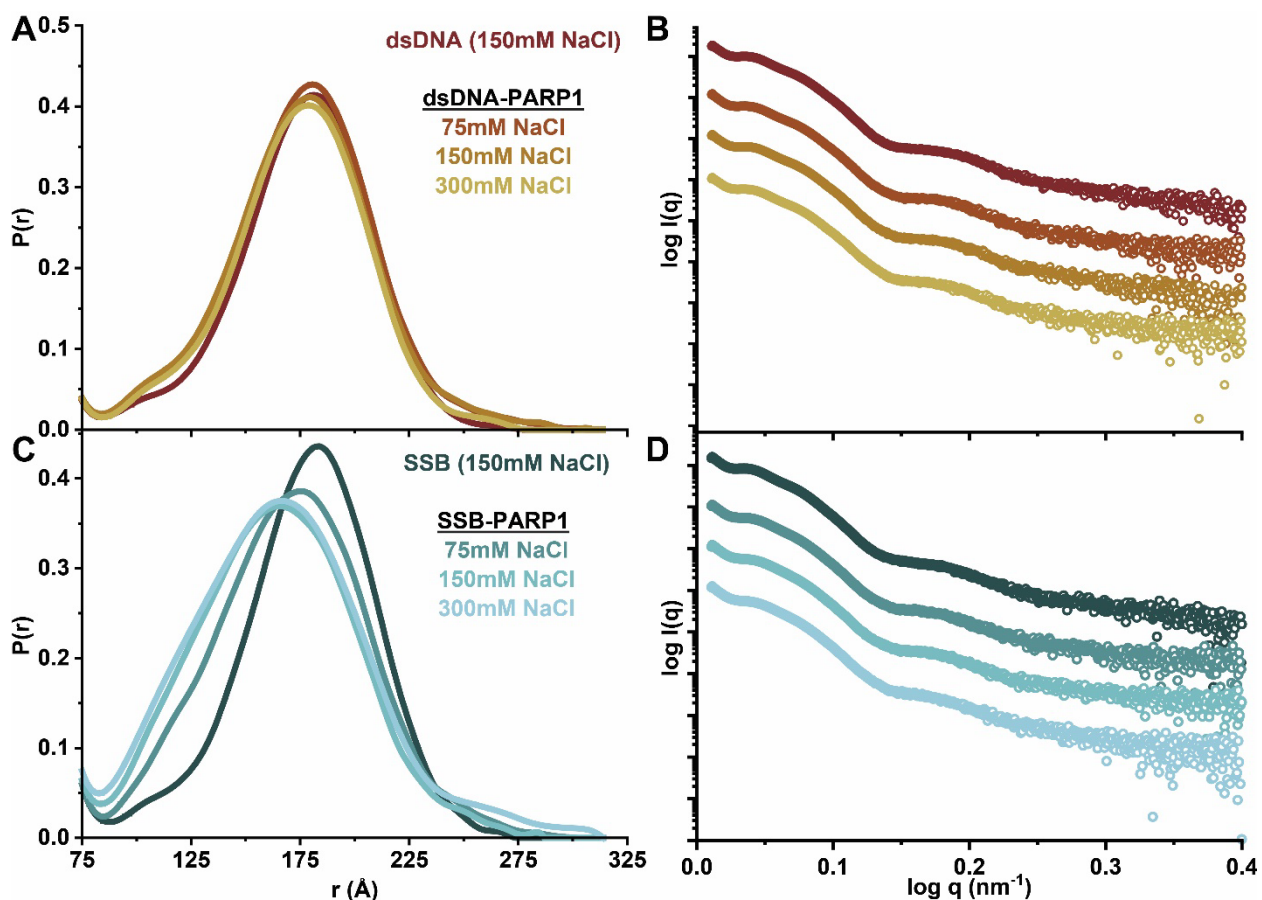 A
dsDNA (150mM NaCl)
dsDNA-PARP1
75mM NaCl
150mM NaCl
300mM NaCl
P(r)
0.5
0.4
0.3
0.2
0.1
0.0
B
log I(q)
C
SSB (150mM NaCl)
SSB-PARP1
75mM NaCl
150mM NaCl
300mM NaCl
P(r)
0.4
0.3
0.2
0.1
0.0
75
125
175
225
275
325
r (Å)
D
log I(q)
0.0
0.1
0.2
0.3
0.4
log q (nm-1)